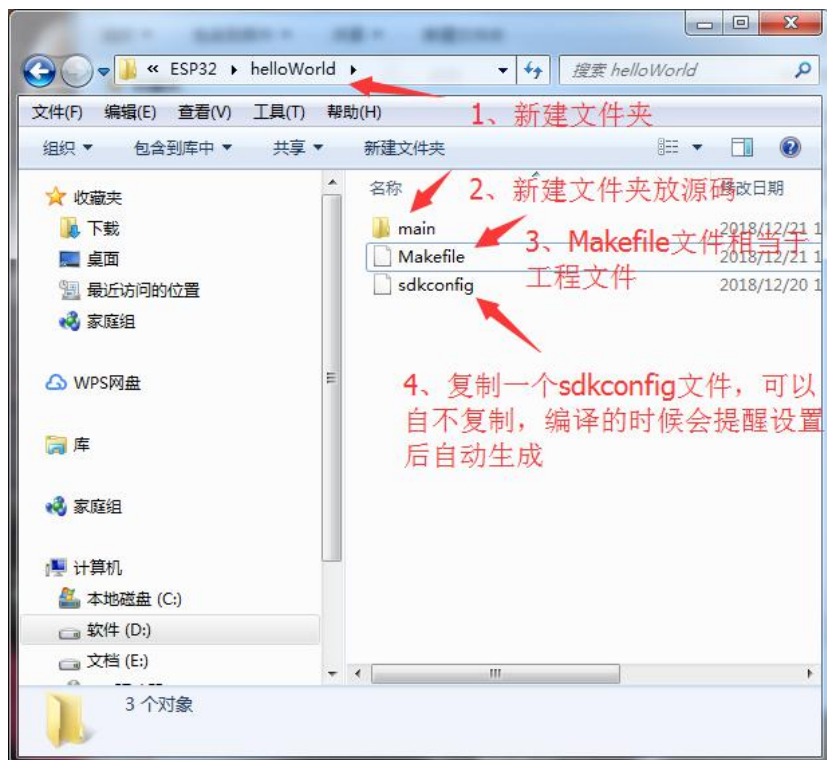 « ESP32 ▸ helloWorld ▸
搜索 helloWorld
文件(F) 编辑(E) 查看(V) 工具(T) 帮助(H)
1、新建文件夹
组织 包含到库中 共享 新建文件夹
收藏夹
下载
桌面
最近访问的位置
家庭组
WPS网盘
库
家庭组
计算机
本地磁盘 (C:)
软件 (D:)
文档 (E:)
名称 修改日期
2、新建文件夹放源码
main 2018/12/21 1
3、Makefile文件相当于
Makefile 2018/12/21 1
工程文件
sdkconfig 2018/12/20 1
4、复制一个sdkconfig文件，可以
自不复制，编译的时候会提醒设置
后自动生成
3 个对象